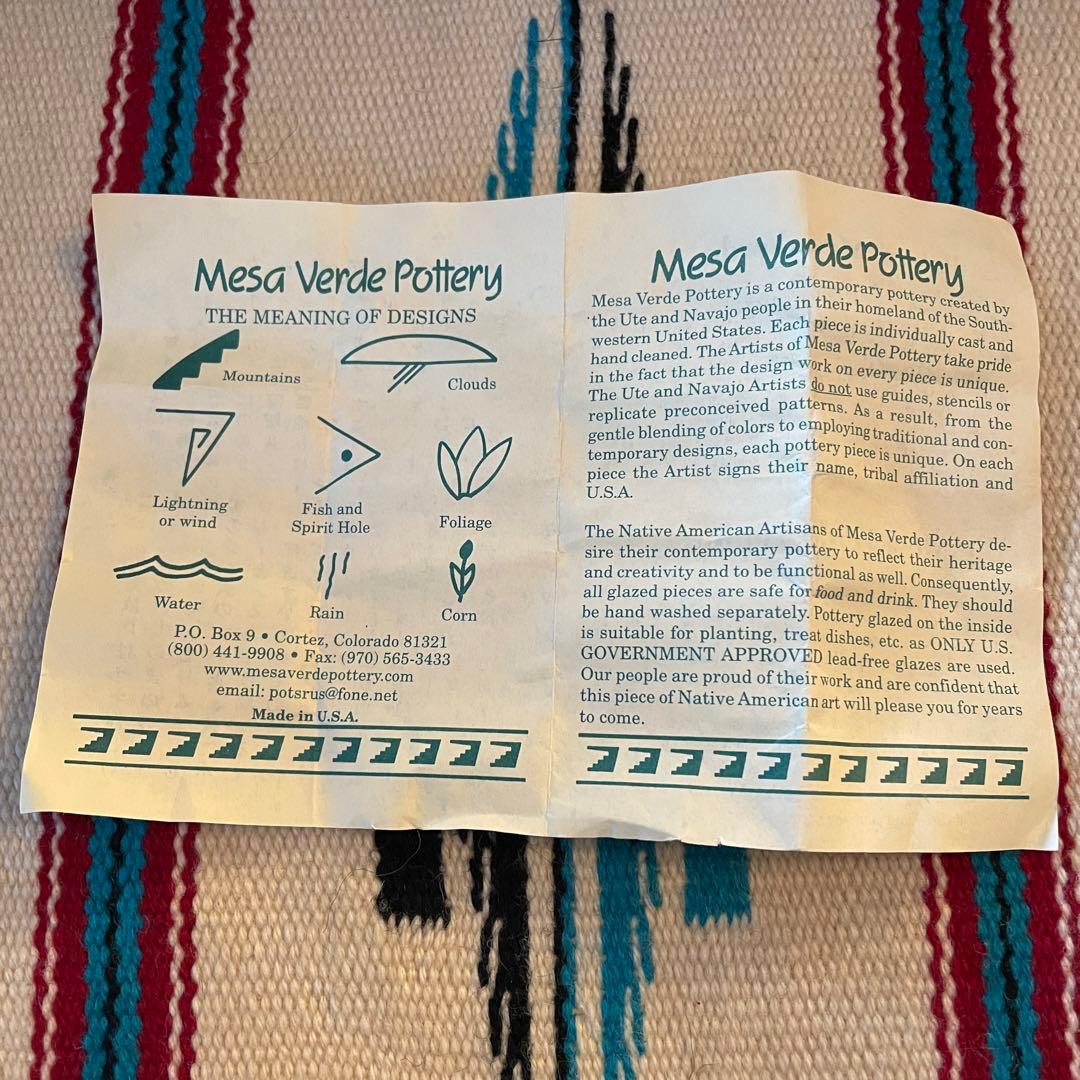 Mesa Verde Pottery
THE MEANING OF DESIGNS
Mountains
Clouds
Lightning
or wind
Fish and
Spirit Hole
Foliage
Water
Rain
Corn
P.O. Box 9 • Cortez, Colorado 81321
(800) 441-9908 • Fax: (970) 565-3433
www.mesaverdepottery.com
email: potsrus@fone.net
Made in U.S.A.
Mesa Verde Pottery
Mesa Verde Pottery is a contemporary pottery created by
the Ute and Navajo people in their homeland of the South-
western United States. Each piece is individually cast and
hand cleaned. The Artists of Mesa Verde Pottery take pride
in the fact that the design work on every piece is unique.
The Ute and Navajo Artists do not use guides, stencils or
replicate preconceived patterns. As a result, from the
gentle blending of colors to employing traditional and con-
temporary designs, each pottery piece is unique. On each
piece the Artist signs their name, tribal affiliation and
U.S.A.
The Native American Artisans of Mesa Verde Pottery de-
sire their contemporary pottery to reflect their heritage
and creativity and to be functional as well. Consequently,
all glazed pieces are safe for food and drink. They should
be hand washed separately. Pottery glazed on the inside
is suitable for planting, treat dishes, etc. as ONLY U.S.
GOVERNMENT APPROVED lead-free glazes are used.
Our people are proud of their work and are confident that
this piece of Native American art will please you for years
to come.